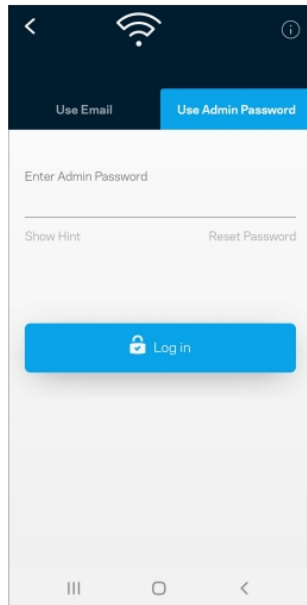 Use Email
Use Admin Password
Enter Admin Password
Show Hint
Reset Password
Log in